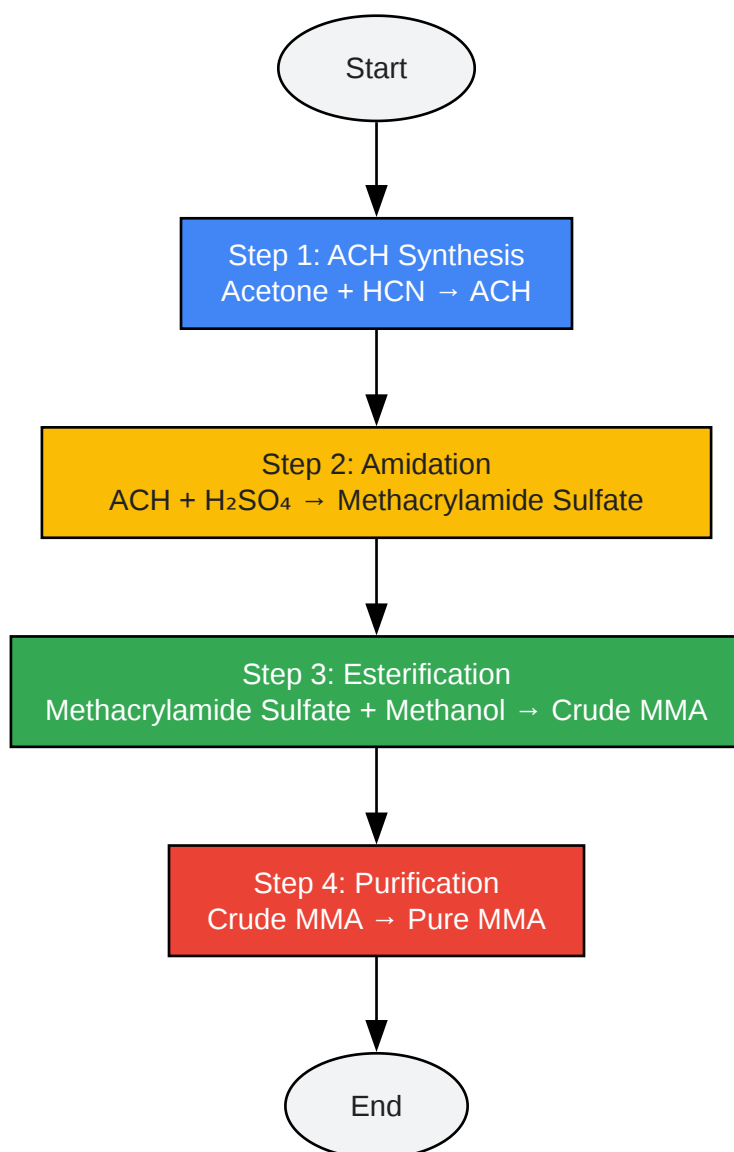 Start
Step 1: ACH Synthesis
Acetone + HCN → ACH
Step 2: Amidation
ACH + H₂SO₄ → Methacrylamide Sulfate
Step 3: Esterification
Methacrylamide Sulfate + Methanol → Crude MMA
Step 4: Purification
Crude MMA → Pure MMA
End